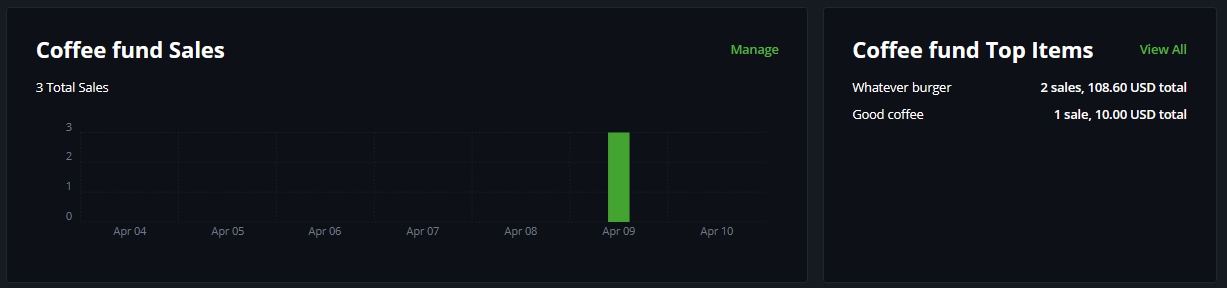 Coffee fund Sales
Manage
3 Total Sales
3
2
1
0
Apr 04 Apr 05 Apr 06 Apr 07 Apr 08 Apr 09 Apr 10
Coffee fund Top Items
View All
Whatever burger 2 sales, 108.60 USD total
Good coffee 1 sale, 10.00 USD total